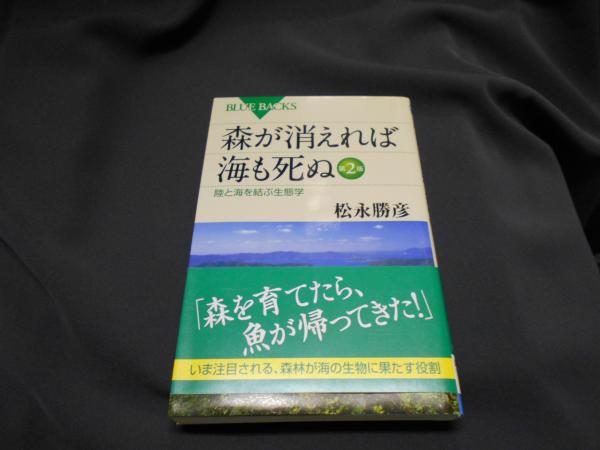 BLUE BACKS
森が消えれば
海も死ぬ 第2版
陸と海を結ぶ生態学
松永勝彦
「森を育てたら、
魚が帰ってきた!」
いま注目される、森林が海の生物に果たす役割